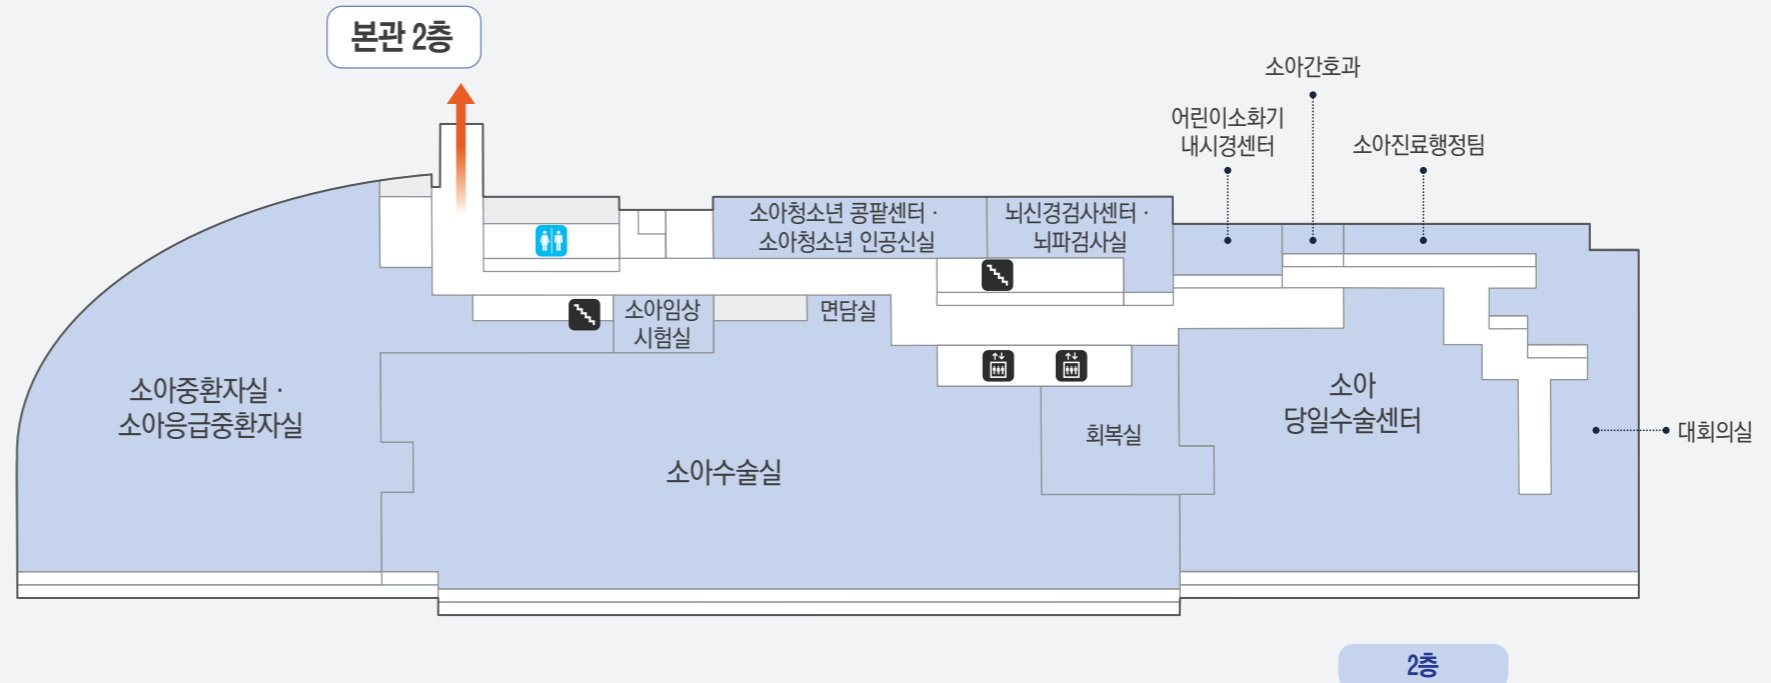 본관 2층
소아간호과
어린이소화기
내시경센터
소아진료행정팀
소아청소년 콩팥센터 ·
소아청소년 인공신실
뇌신경검사센터 ·
뇌파검사실
소아임상
시험실
면담실
소아중환자실 ·
소아응급중환자실
소아
당일수술센터
회복실
대회의실
소아수술실
2층